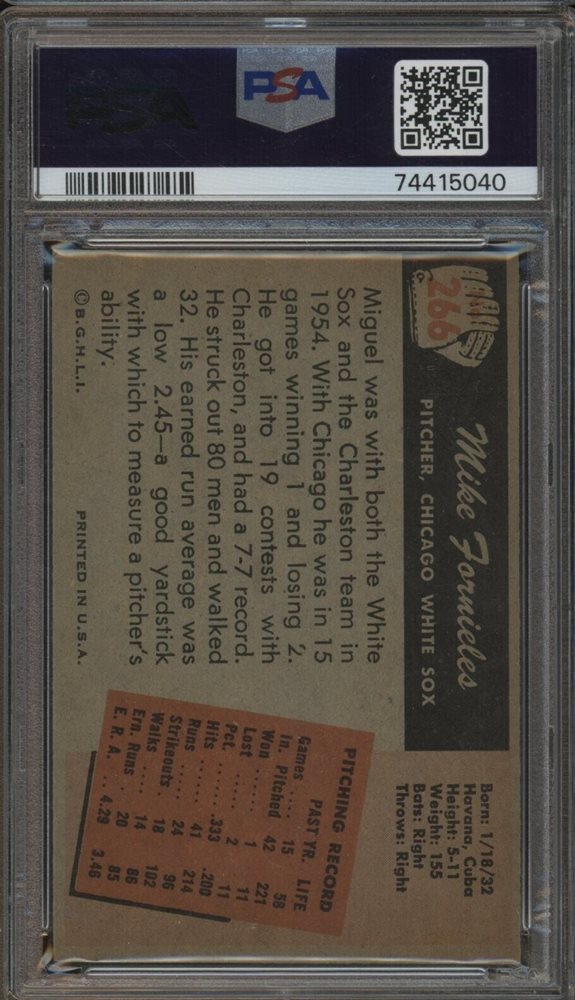 PSA
PSA
74415040
266
Mike Fornieles
PITCHER, CHICAGO WHITE SOX
Born: 1/18/32
Havana, Cuba
Height: 5-11
Weight: 155
Bats: Right
Throws: Right
Miguel was with both the White
Sox and the Charleston team in
1954. With Chicago he was in 15
games winning 1 and losing 2.
He got into 19 contests with
Charleston, and had a 7-7 record.
He struck out 80 men and walked
32. His earned run average was
a low 2.45—a good yardstick
with which to measure a pitcher's
ability.
© B.G.H.L.I. PRINTED IN U.S.A.
PITCHING RECORD
PAST YR. LIFE
Games .... 15 58
In. Pitched 42 221
Won ...... 1 11
Lost ...... 2 11
Pct. ...... .333 .200
Hits ...... 41 214
Runs ..... 24 96
Strikeouts 18 102
Walks .... 14 86
Ern. Runs 20 85
E. R. A. .. 4.29 3.46